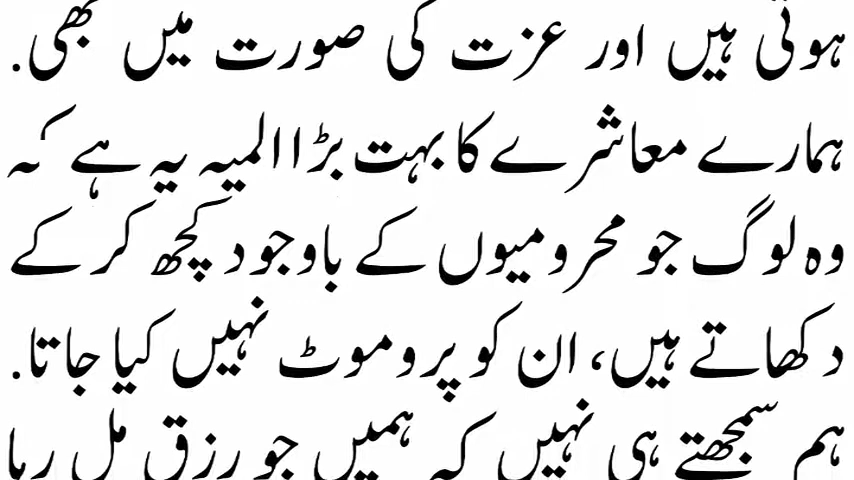 ہوتی ہیں اور عزت کی صورت میں بھی.
ہمارے معاشرے کا بہت بڑا المیہ یہ ہے کہ
وہ لوگ جو محرومیوں کے باوجود کچھ کر کے
دکھاتے ہیں، ان کو پروموٹ نہیں کیا جاتا.
ہم سمجھتے ہی نہیں کہ ہمیں جو رزق مل رہا